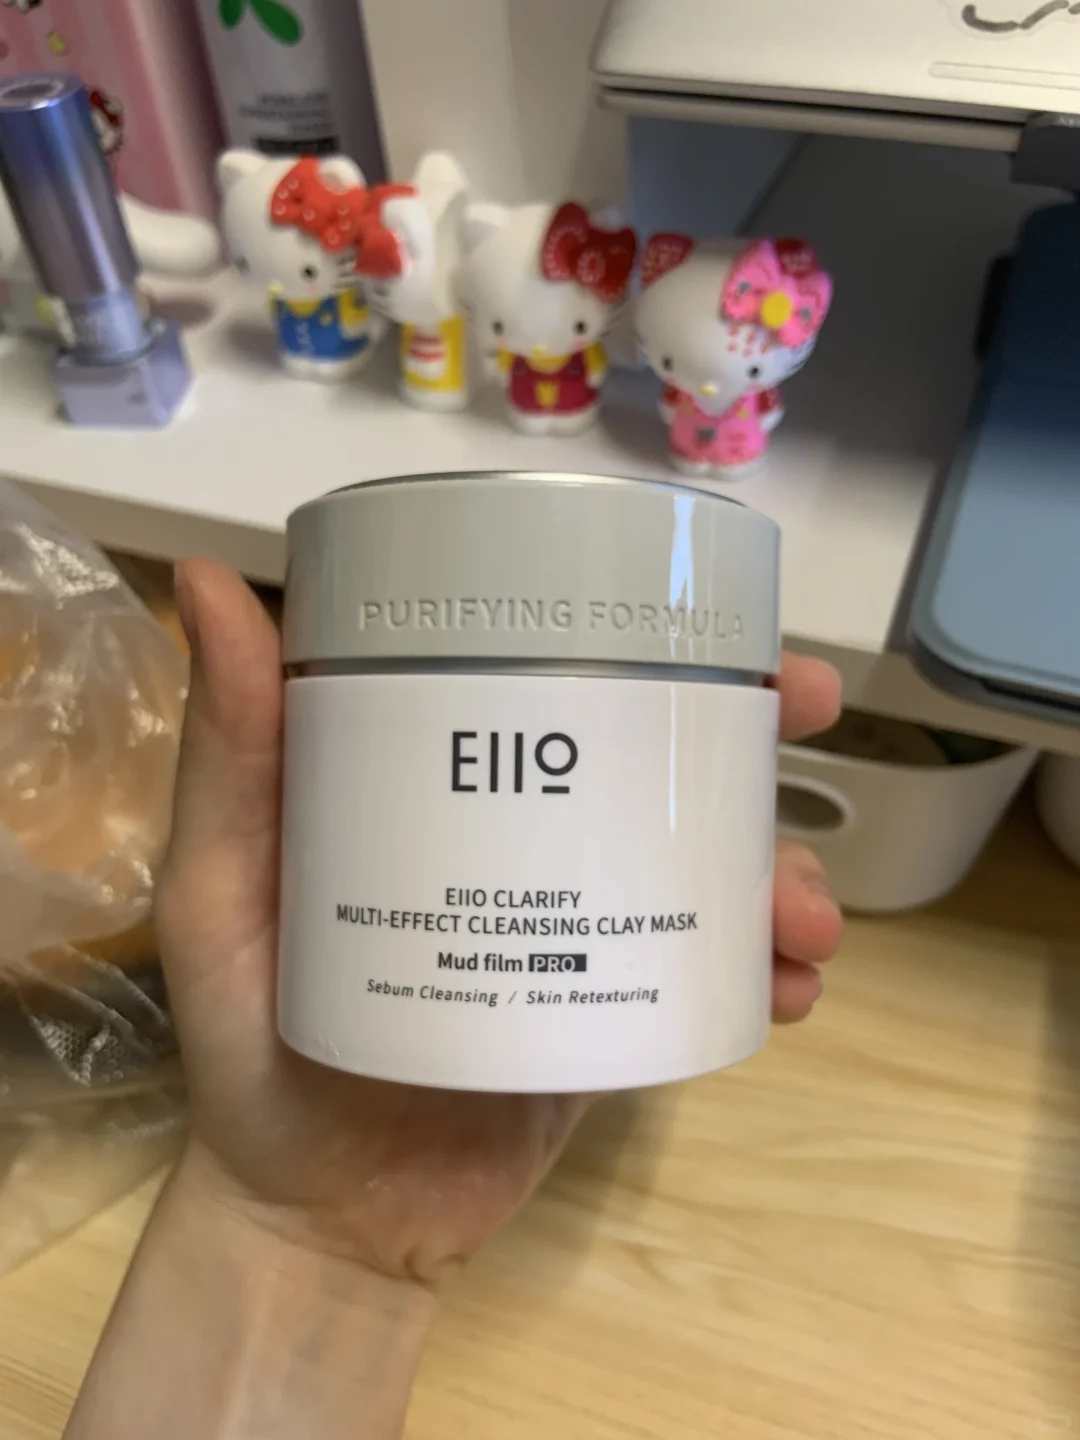 PURIFYING FORMULA
EIIO
EIIO CLARIFY
MULTI-EFFECT CLEANSING CLAY MASK
Mud film PRO
Sebum Cleansing / Skin Retexturing